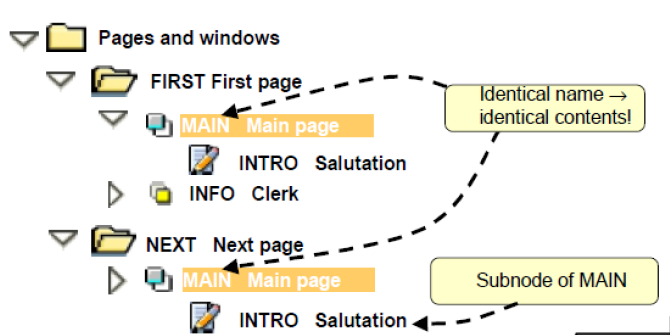 Pages and windows
FIRST First page
Identical name →
identical contents!
MAIN Main page
INTRO Salutation
INFO Clerk
NEXT Next page
MAIN Main page
Subnode of MAIN
INTRO Salutation